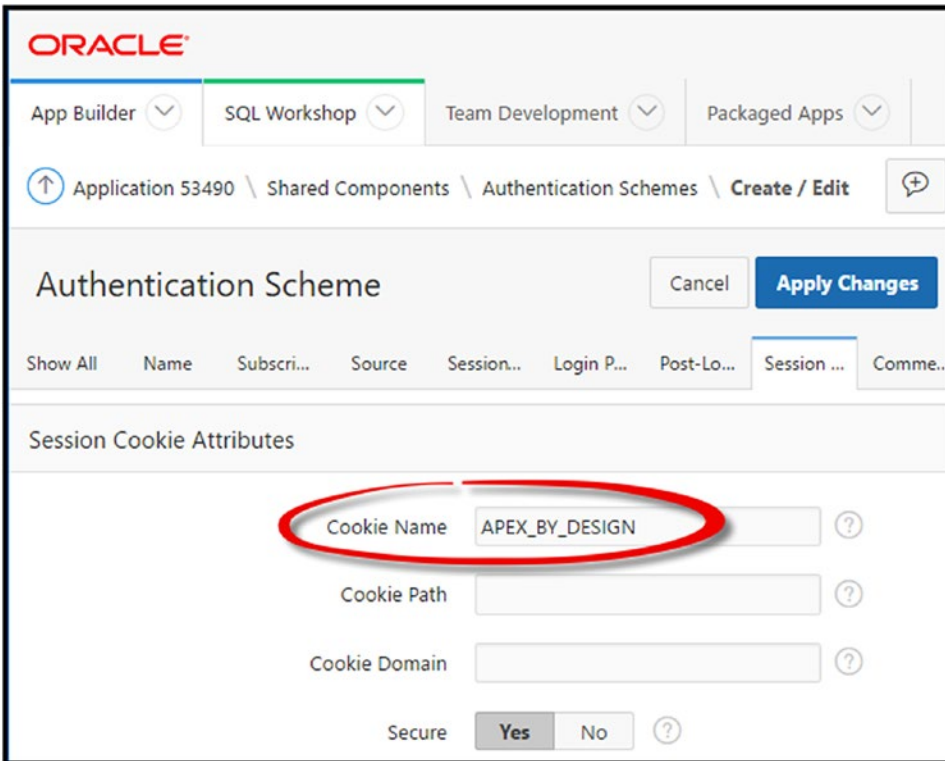 ORACLE
App Builder SQL Workshop Team Development Packaged Apps
Application 53490 \ Shared Components \ Authentication Schemes \ Create / Edit
Authentication Scheme Cancel Apply Changes
Show All Name Subscri... Source Session... Login P... Post-Lo... Session ... Comme..
Session Cookie Attributes
Cookie Name APEX_BY_DESIGN ?
Cookie Path ?
Cookie Domain ?
Secure Yes No ?